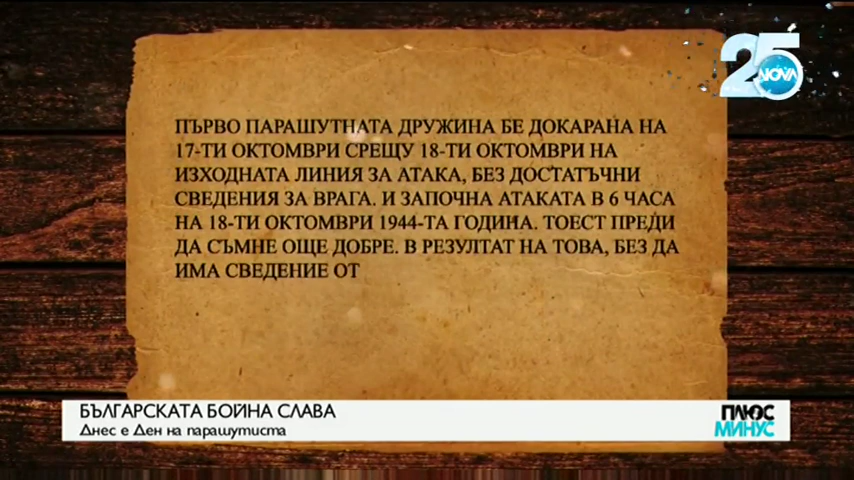 25
NOVA
ПЪРВО ПАРАШУТНАТА ДРУЖИНА БЕ ДОКАРАНА НА
17-ТИ ОКТОМВРИ СРЕЩУ 18-ТИ ОКТОМВРИ НА
ИЗХОДНАТА ЛИНИЯ ЗА АТАКА, БЕЗ ДОСТАТЪЧНИ
СВЕДЕНИЯ ЗА ВРАГА. И ЗАПОЧНА АТАКАТА В 6 ЧАСА
НА 18-ТИ ОКТОМВРИ 1944-ТА ГОДИНА. ТОЕСТ ПРЕДИ
ДА СЪМНЕ ОЩЕ ДОБРЕ. В РЕЗУЛТАТ НА ТОВА, БЕЗ ДА
ИМА СВЕДЕНИЕ ОТ
БЪЛГАРСКАТА БОЙНА СЛАВА
Днес е Ден на парашутиста
ПЛЮС
МИНУС